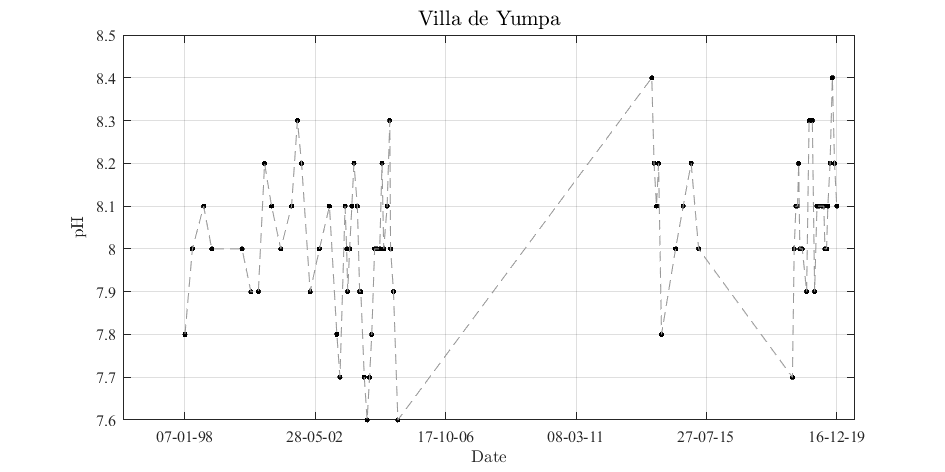 Villa de Yumpa
8.5
8.4
8.3
8.2
8.1
8
7.9
7.8
7.7
7.6
pH
07-01-98 28-05-02 17-10-06 08-03-11 27-07-15 16-12-19
Date